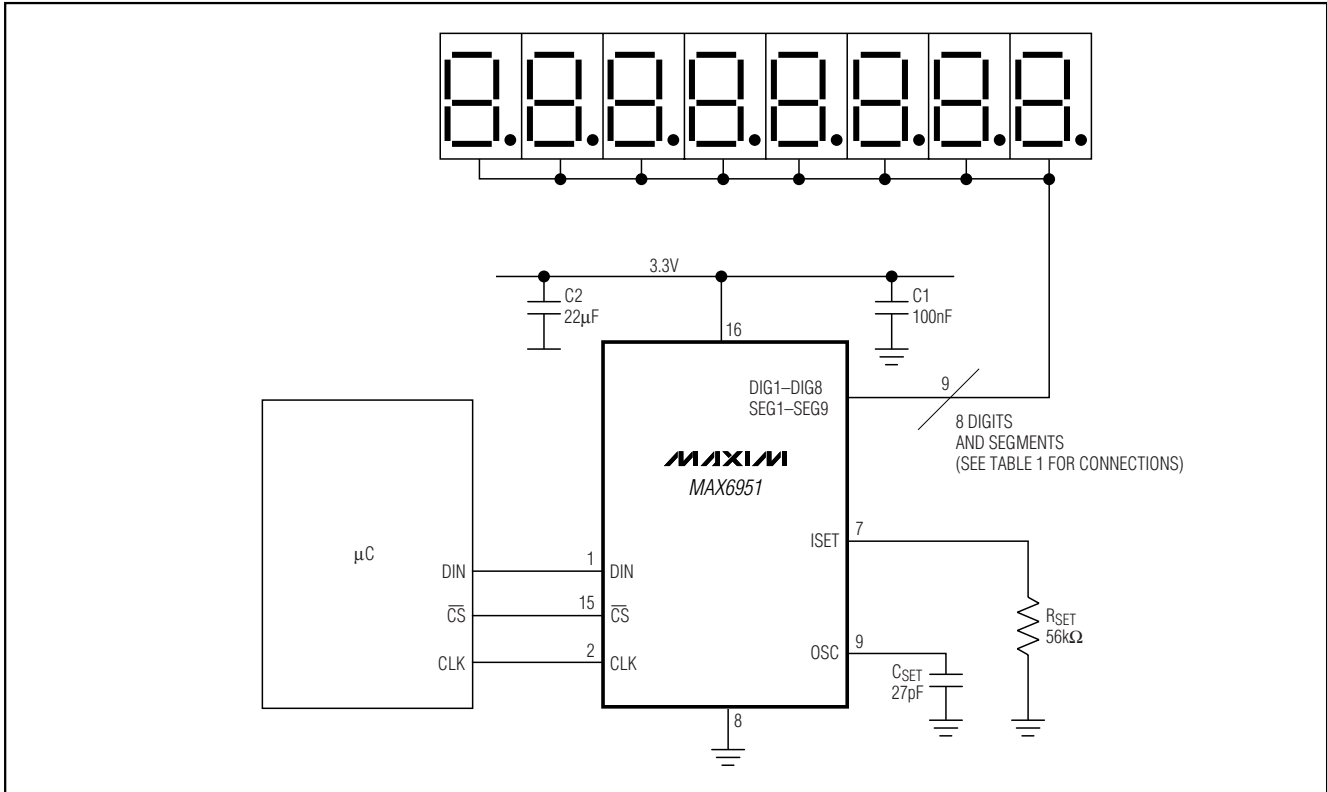 3.3V
C2
22µF
C1
100nF
16
DIG1–DIG8
SEG1–SEG9
9
8 DIGITS
AND SEGMENTS
(SEE TABLE 1 FOR CONNECTIONS)
MAXIM
MAX6951
µC
ISET
7
DIN
1
DIN
CS
15
CS
RSET
56kΩ
OSC
9
CLK
2
CLK
CSET
27pF
8